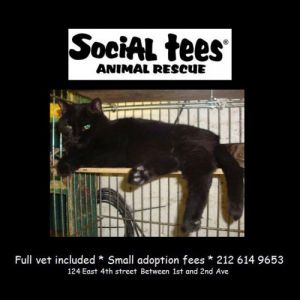 SociAL tees®
ANIMAL RESCUE
Full vet included * Small adoption fees * 212 614 9653
124 East 4th street Between 1st and 2nd Ave